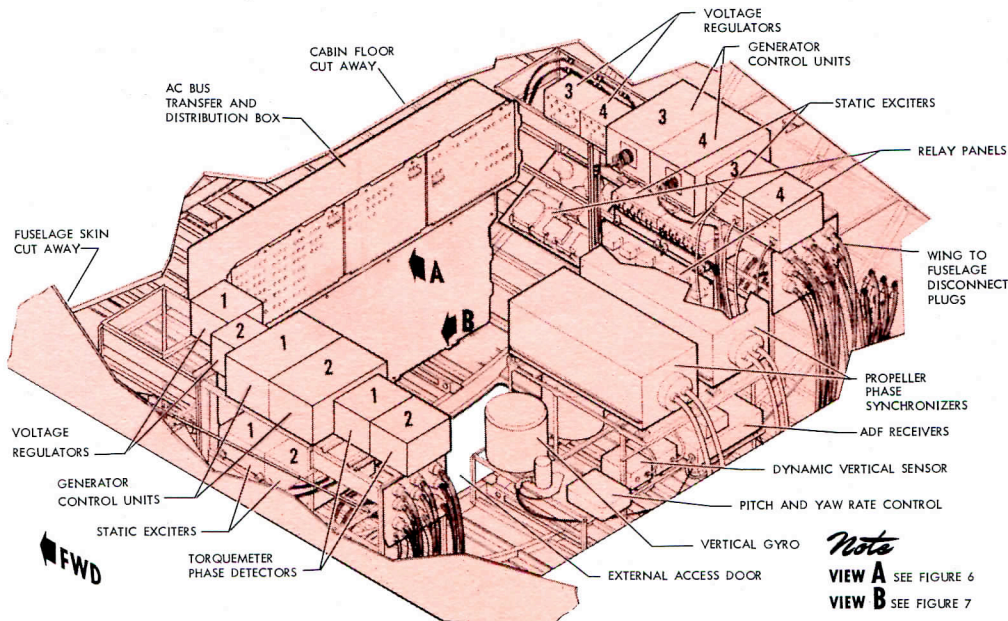 VOLTAGE
REGULATORS
GENERATOR
CONTROL UNITS
CABIN FLOOR
CUT AWAY
AC BUS
TRANSFER AND
DISTRIBUTION BOX
STATIC EXCITERS
RELAY PANELS
3
4
3
4
3
4
FUSELAGE SKIN
CUT AWAY
WING TO
FUSELAGE
DISCONNECT
PLUGS
A
B
1
2
1
2
1
2
1
2
PROPELLER
PHASE
SYNCHRONIZERS
ADF RECEIVERS
DYNAMIC VERTICAL SENSOR
PITCH AND YAW RATE CONTROL
VERTICAL GYRO
EXTERNAL ACCESS DOOR
VOLTAGE
REGULATORS
GENERATOR
CONTROL UNITS
STATIC EXCITERS
TORQUEMETER
PHASE DETECTORS
FWD
Note
VIEW A SEE FIGURE 6
VIEW B SEE FIGURE 7